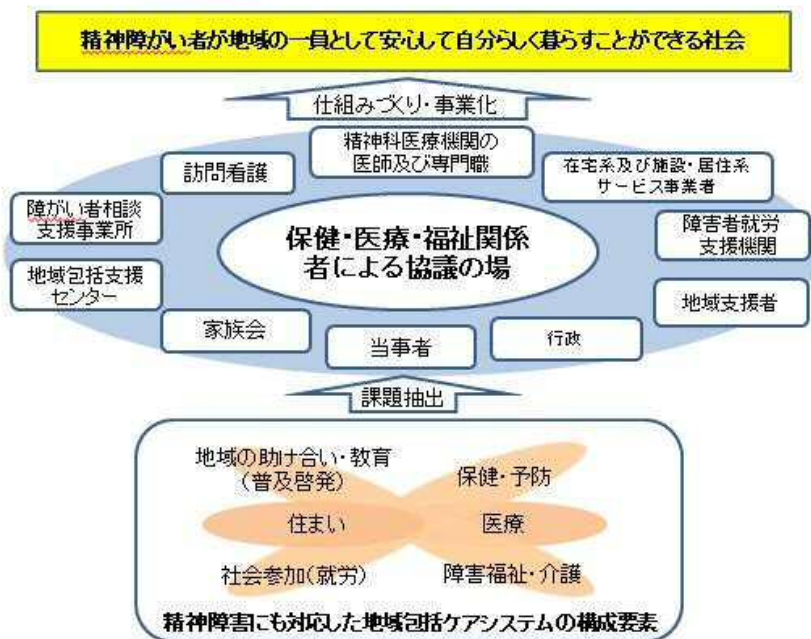 精神障がい者が地域の一員として安心して自分らしく暮らすことができる社会
仕組みづくり・事業化
精神科医療機関の
医師及び専門職
訪問看護
在宅系及び施設・居住系
サービス事業者
障がい者相談
支援事業所
保健・医療・福祉関係
者による協議の場
障害者就労
支援機関
地域包括支援
センター
地域支援者
家族会
当事者
行政
課題抽出
地域の助け合い・教育
(普及啓発)
保健・予防
住まい
医療
社会参加(就労)
障害福祉・介護
精神障害にも対応した地域包括ケアシステムの構成要素